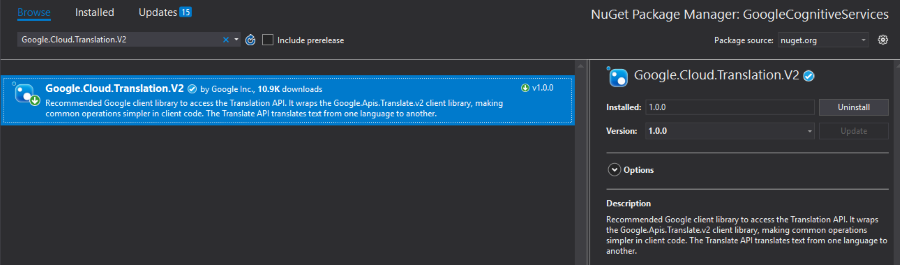 Browse Installed Updates 15
NuGet Package Manager: GoogleCognitiveServices
Google.Cloud.Translation.V2 Include prerelease
Package source: nuget.org
Google.Cloud.Translation.V2 by Google Inc., 10.9K downloads v1.0.0
Recommended Google client library to access the Translation API. It wraps the Google.Apis.Translate.v2 client library, making
common operations simpler in client code. The Translate API translates text from one language to another.
Google.Cloud.Translation.V2
Installed: 1.0.0 Uninstall
Version: 1.0.0 Update
Options
Description
Recommended Google client library to access the Translation API. It wraps
the Google.Apis.Translate.v2 client library, making common operations
simpler in client code. The Translate API translates text from one language to
another.